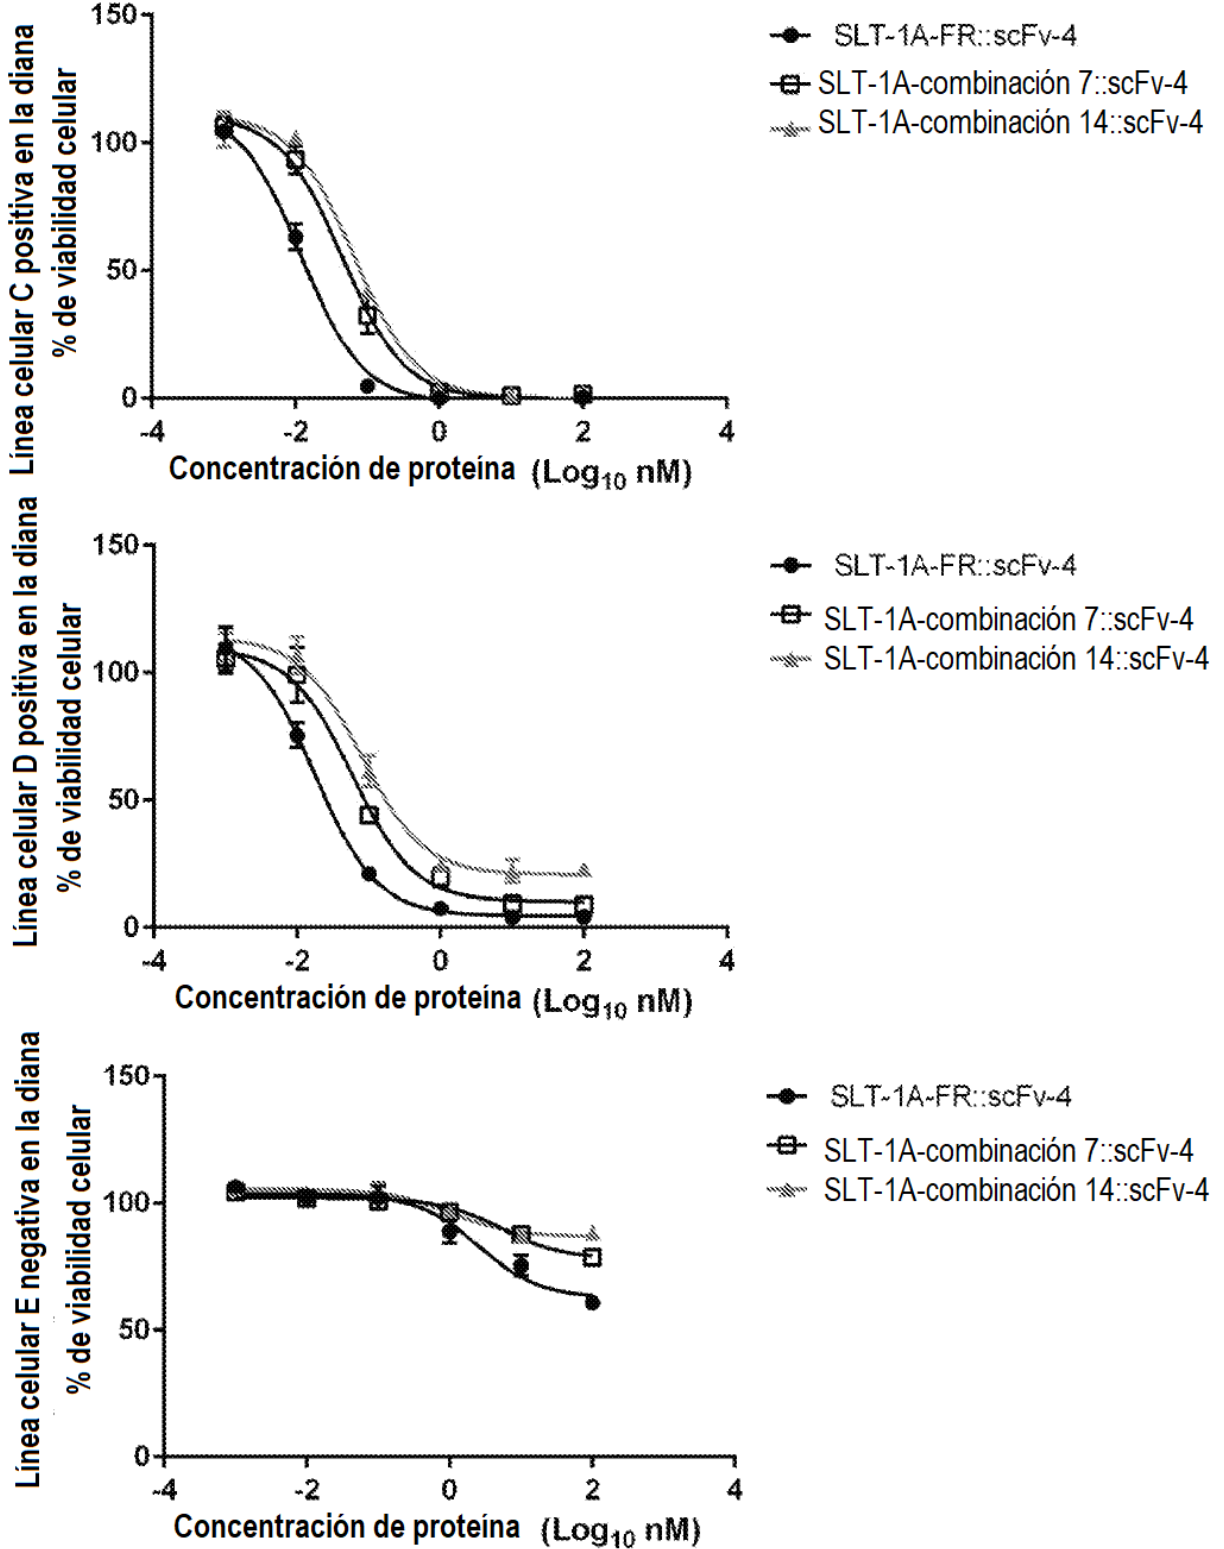 Línea celular C positiva en la diana
% de viabilidad celular
150
100
50
0
-4
-2
0
2
4
Concentración de proteína (Log10 nM)
SLT-1A-FR::scFv-4
SLT-1A-combinación 7::scFv-4
SLT-1A-combinación 14::scFv-4
Línea celular D positiva en la diana
% de viabilidad celular
150
100
50
0
-4
-2
0
2
4
Concentración de proteína (Log10 nM)
SLT-1A-FR::scFv-4
SLT-1A-combinación 7::scFv-4
SLT-1A-combinación 14::scFv-4
Línea celular E negativa en la diana
% de viabilidad celular
150
100
50
0
-4
-2
0
2
4
Concentración de proteína (Log10 nM)
SLT-1A-FR::scFv-4
SLT-1A-combinación 7::scFv-4
SLT-1A-combinación 14::scFv-4